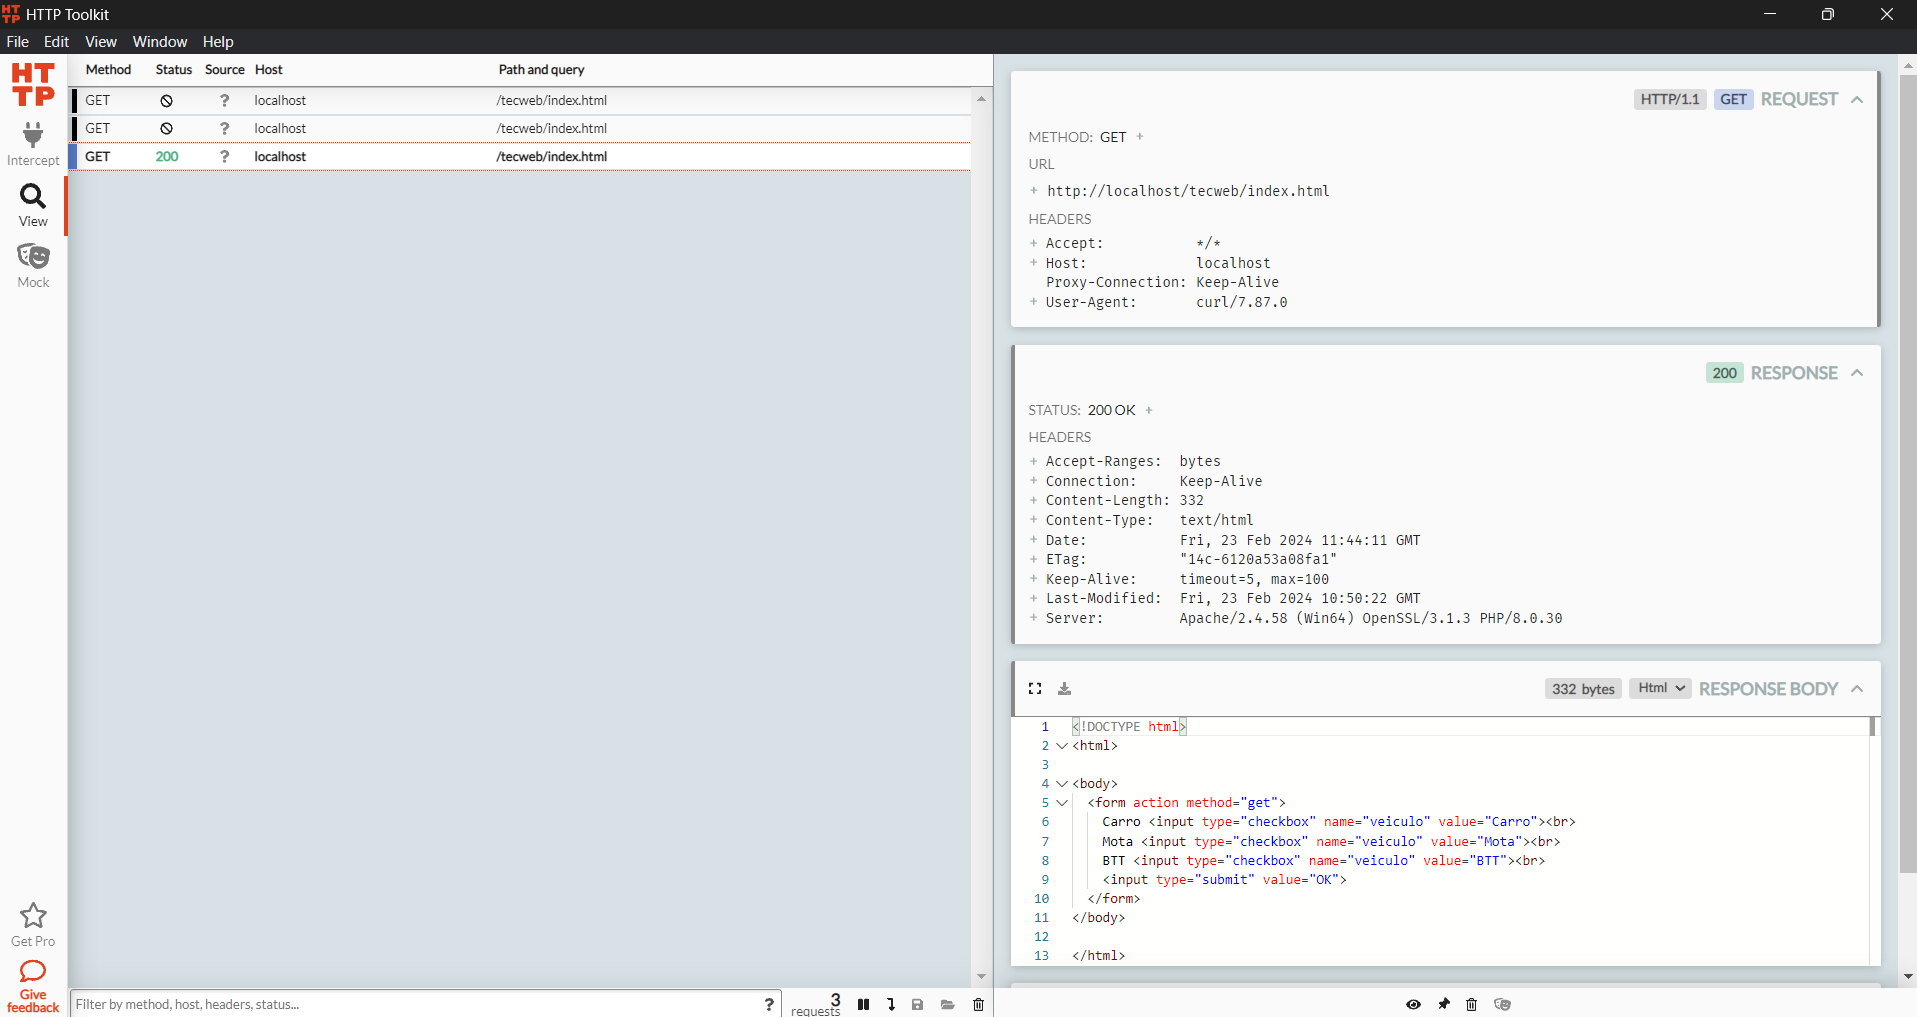 HTTP Toolkit
File Edit View Window Help
HT
TP
Intercept
View
Mock
Get Pro
Give
feedback
Method Status Source Host Path and query
GET ? localhost /tecweb/index.html
GET ? localhost /tecweb/index.html
GET 200 ? localhost /tecweb/index.html
Filter by method, host, headers, status... ?
3
requests
HTTP/1.1 GET REQUEST
METHOD: GET +
URL
+ http://localhost/tecweb/index.html
HEADERS
+ Accept: */*
+ Host: localhost
Proxy-Connection: Keep-Alive
+ User-Agent: curl/7.87.0
200 RESPONSE
STATUS: 200 OK +
HEADERS
+ Accept-Ranges: bytes
+ Connection: Keep-Alive
+ Content-Length: 332
+ Content-Type: text/html
+ Date: Fri, 23 Feb 2024 11:44:11 GMT
+ ETag: "14c-6120a53a08fa1"
+ Keep-Alive: timeout=5, max=100
+ Last-Modified: Fri, 23 Feb 2024 10:50:22 GMT
+ Server: Apache/2.4.58 (Win64) OpenSSL/3.1.3 PHP/8.0.30
332 bytes Html RESPONSE BODY
1 <!DOCTYPE html>
2 <html>
3
4 <body>
5 <form action method="get">
6 Carro <input type="checkbox" name="veiculo" value="Carro"><br>
7 Mota <input type="checkbox" name="veiculo" value="Mota"><br>
8 BTT <input type="checkbox" name="veiculo" value="BTT"><br>
9 <input type="submit" value="OK">
10 </form>
11 </body>
12
13 </html>